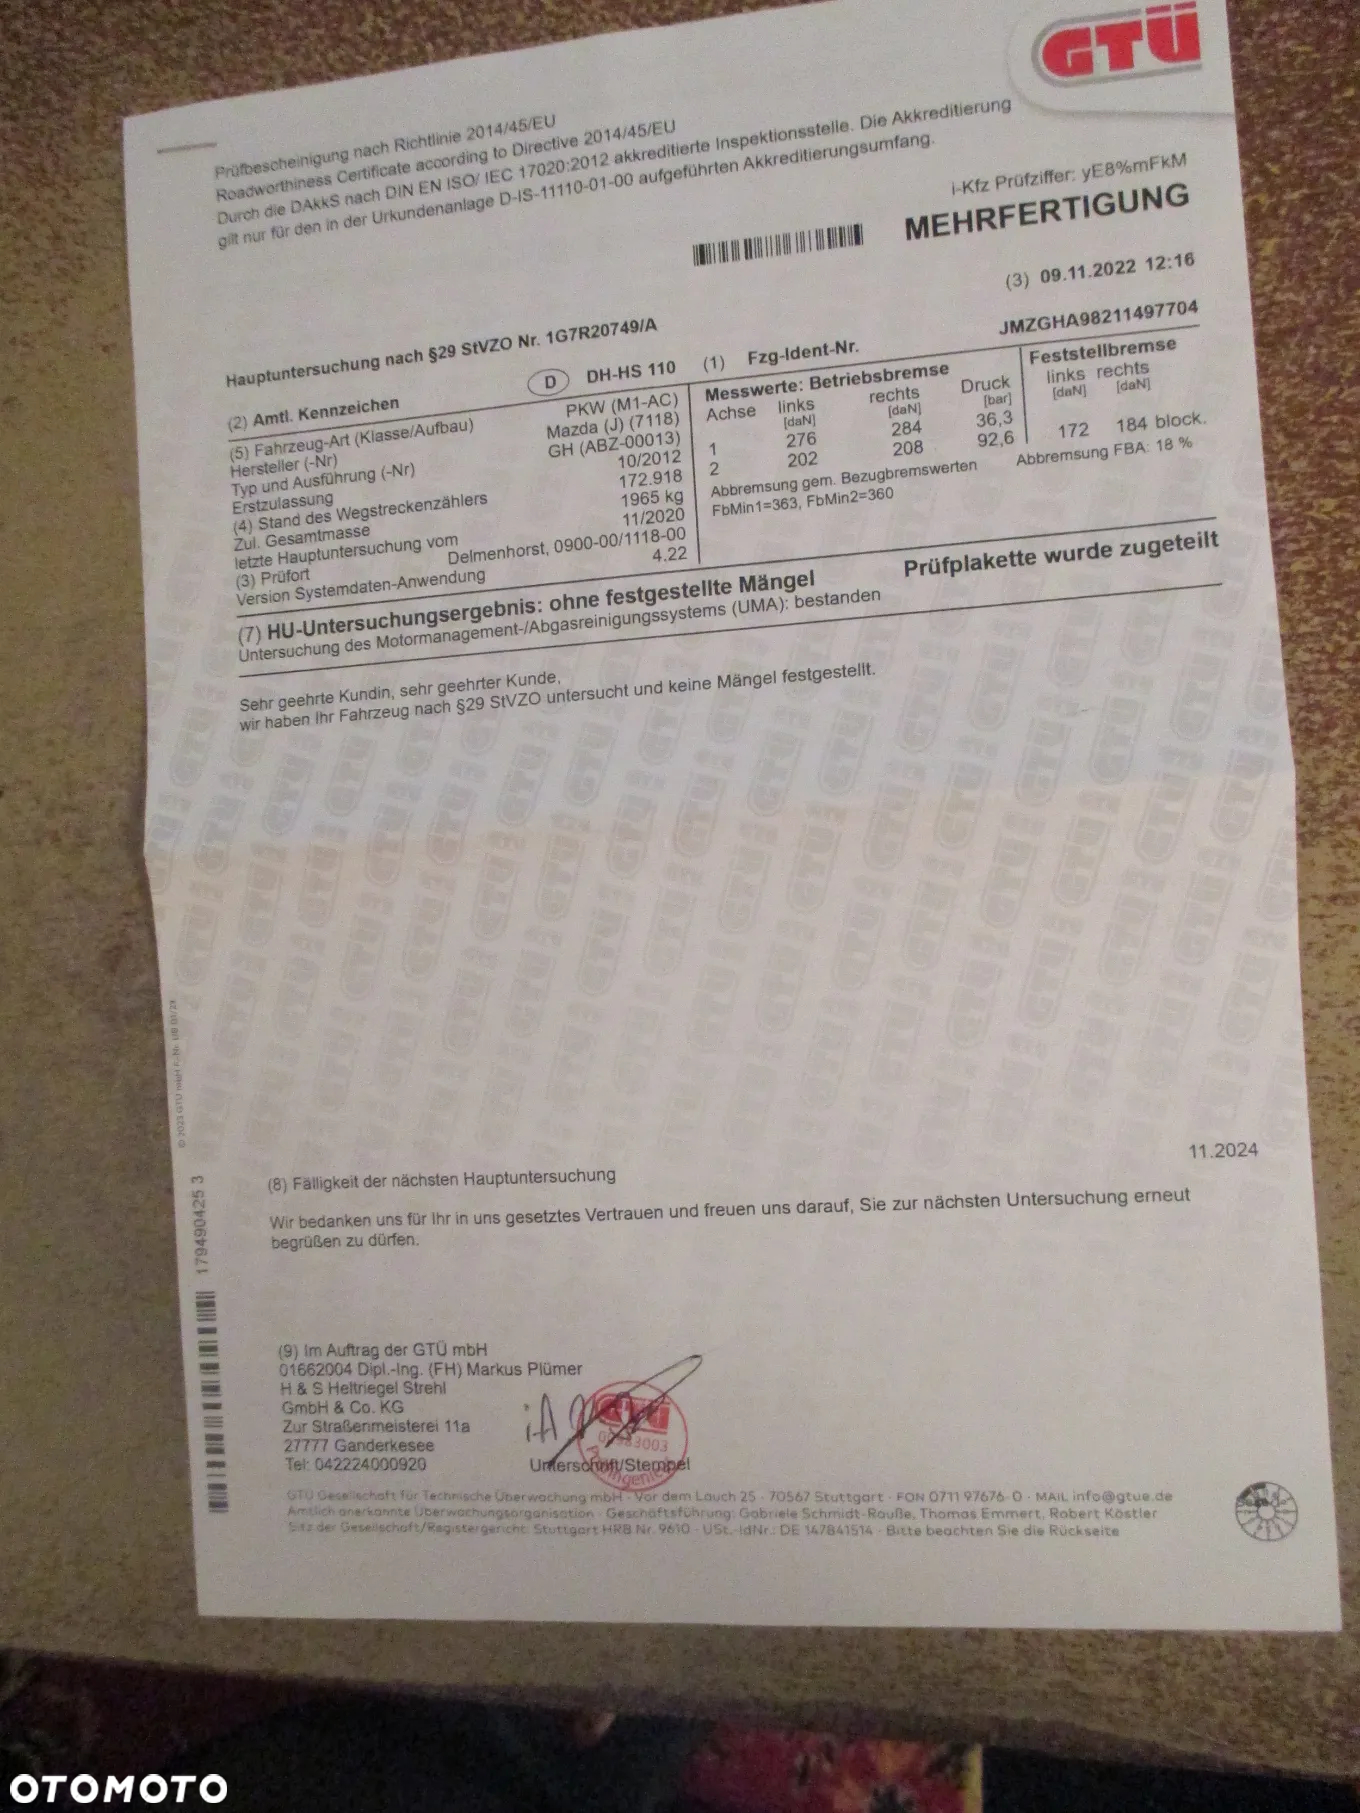 GTÜ
Prüfbescheinigung nach Richtlinie 2014/45/EU
Roadworthiness Certificate according to Directive 2014/45/EU
Durch die DAkkS nach DIN EN ISO/ IEC 17020:2012 akkreditierte Inspektionsstelle. Die Akkreditierung
gilt nur für den in der Urkundenanlage D-IS-11110-01-00 aufgeführten Akkreditierungsumfang.
i-Kfz Prüfziffer: yE8%mFkM
MEHRFERTIGUNG
(3) 09.11.2022 12:16
Hauptuntersuchung nach §29 StVZO Nr. 1G7R20749/A
(2) Amtl. Kennzeichen D DH-HS 110 (1) Fzg-Ident-Nr. JMZGHA98211497704
(5) Fahrzeug-Art (Klasse/Aufbau) PKW (M1-AC)
Hersteller (-Nr) Mazda (J) (7118)
Typ und Ausführung (-Nr) GH (ABZ-00013)
Erstzulassung 10/2012
(4) Stand des Wegstreckenzählers 172.918
Zul. Gesamtmasse 1965 kg
letzte Hauptuntersuchung vom 11/2020
(3) Prüfort Delmenhorst, 0900-00/1118-00
Version Systemdaten-Anwendung 4.22
Messwerte: Betriebsbremse Feststellbremse
Achse links rechts Druck links rechts
[daN] [daN] [bar] [daN] [daN]
1 276 284 36,3
2 202 208 92,6 172 184 block.
Abbremsung gem. Bezugbremswerten Abbremsung FBA: 18 %
FbMin1=363, FbMin2=360
(7) HU-Untersuchungsergebnis: ohne festgestellte Mängel Prüfplakette wurde zugeteilt
Untersuchung des Motormanagement-/Abgasreinigungssystems (UMA): bestanden
Sehr geehrte Kundin, sehr geehrter Kunde,
wir haben Ihr Fahrzeug nach §29 StVZO untersucht und keine Mängel festgestellt.
(8) Fälligkeit der nächsten Hauptuntersuchung 11.2024
Wir bedanken uns für Ihr in uns gesetztes Vertrauen und freuen uns darauf, Sie zur nächsten Untersuchung erneut
begrüßen zu dürfen.
179490425 3
(9) Im Auftrag der GTÜ mbH
01662004 Dipl.-Ing. (FH) Markus Plümer
H & S Heltriegel Strehl
GmbH & Co. KG
Zur Straßenmeisterei 11a
27777 Ganderkesee
Tel: 042224000920
i.A.
GTÜ
Unterschrift/Stempel
GTÜ Gesellschaft für Technische Überwachung mbH · Vor dem Lauch 25 · 70567 Stuttgart · FON 0711 97676-0 · MAIL info@gtue.de
Amtlich anerkannte Überwachungsorganisation · Geschäftsführung: Gabriele Schmidt-Rauße, Thomas Emmert, Robert Köstler
Sitz der Gesellschaft/Registergericht: Stuttgart HRB Nr. 9610 · USt.-IdNr.: DE 147841514 · Bitte beachten Sie die Rückseite
OTOMOTO